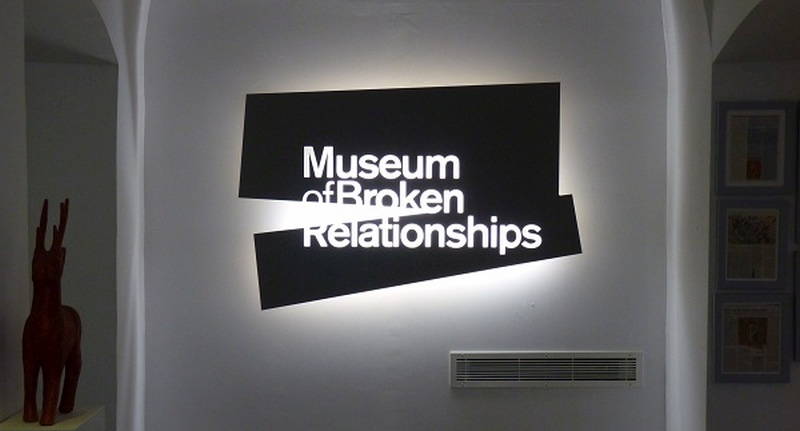 Museum
of Broken
Relationships